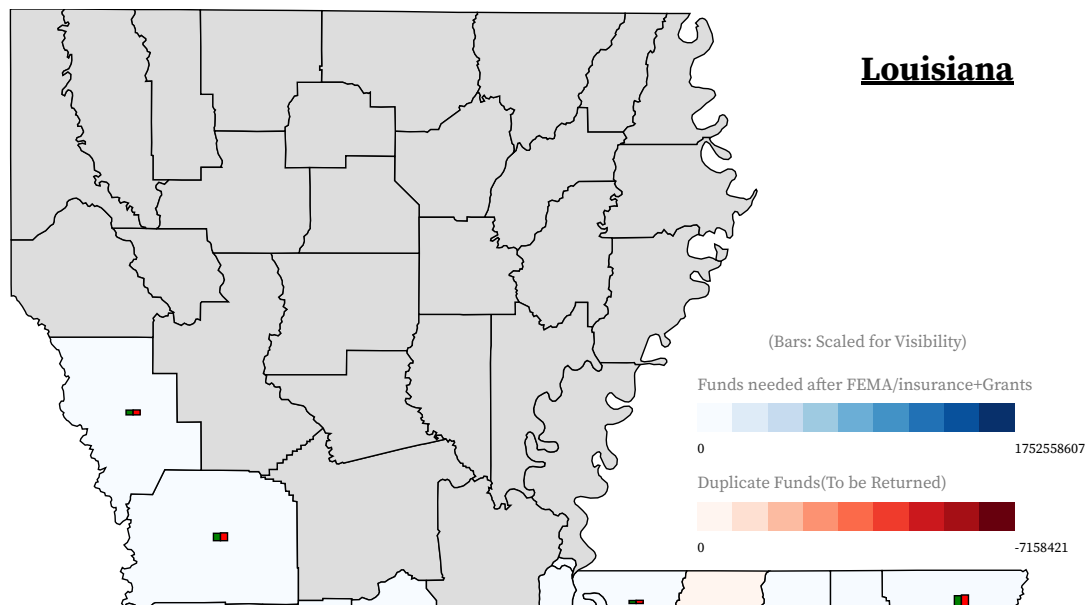 Louisiana
(Bars: Scaled for Visibility)
Funds needed after FEMA/insurance+Grants
0 1752558607
Duplicate Funds(To be Returned)
0 -7158421